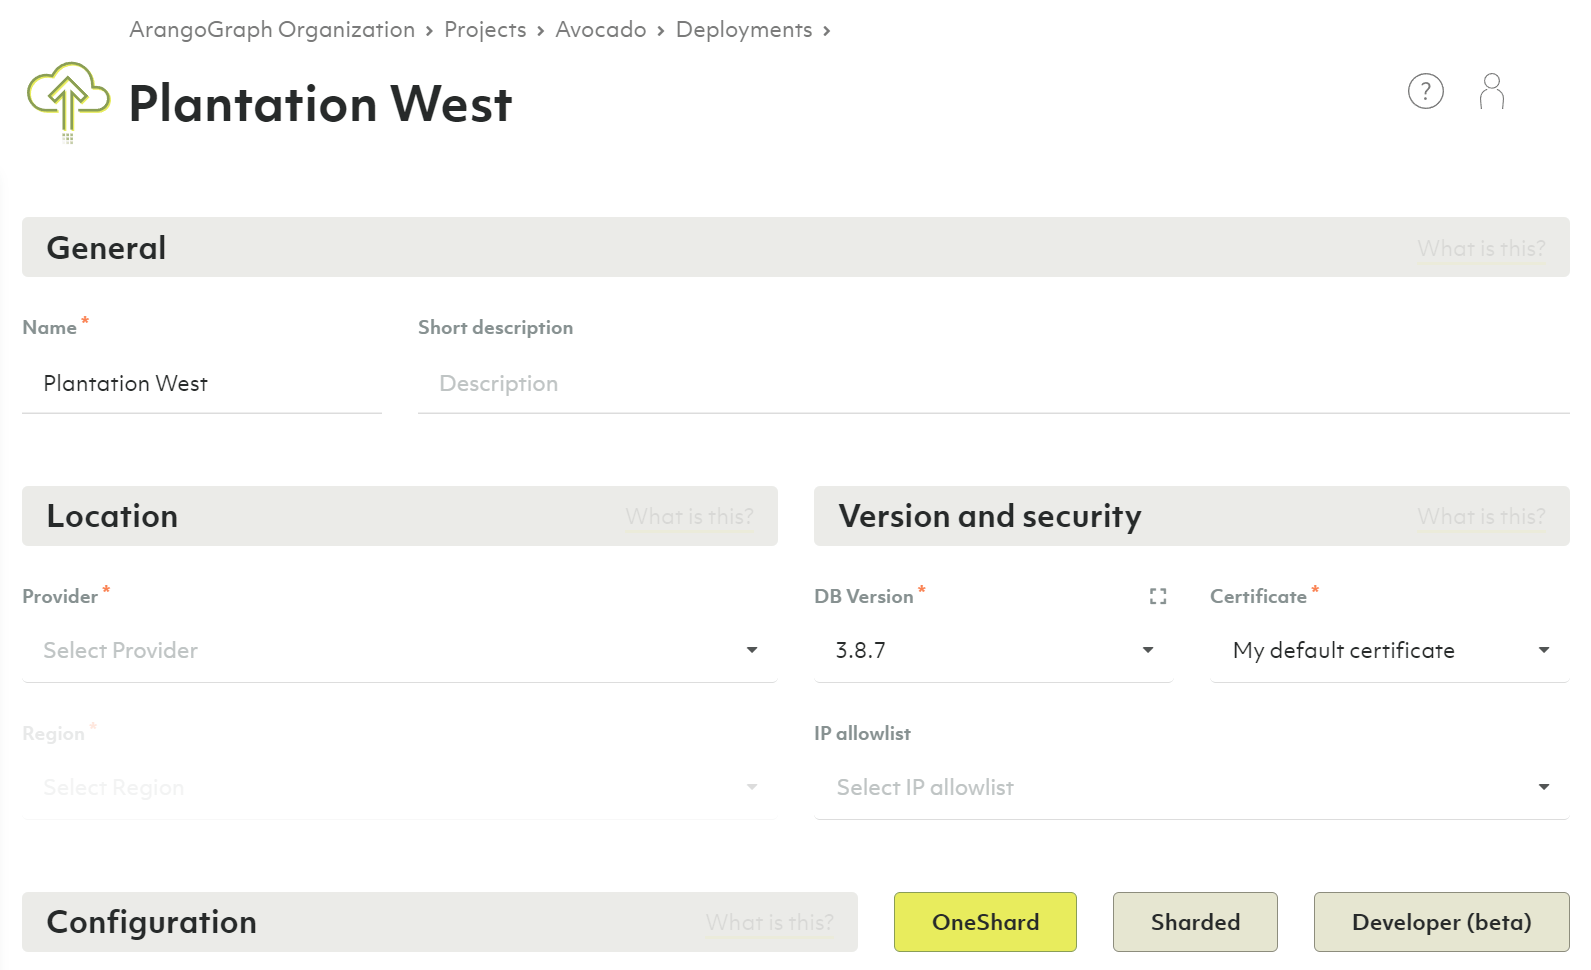 ArangoGraph Organization › Projects › Avocado › Deployments ›
Plantation West
?
General
What is this?
Name *
Short description
Plantation West
Description
Location
What is this?
Version and security
What is this?
Provider *
DB Version *
Certificate *
Select Provider
3.8.7
My default certificate
Region *
IP allowlist
Select Region
Select IP allowlist
Configuration
What is this?
OneShard
Sharded
Developer (beta)